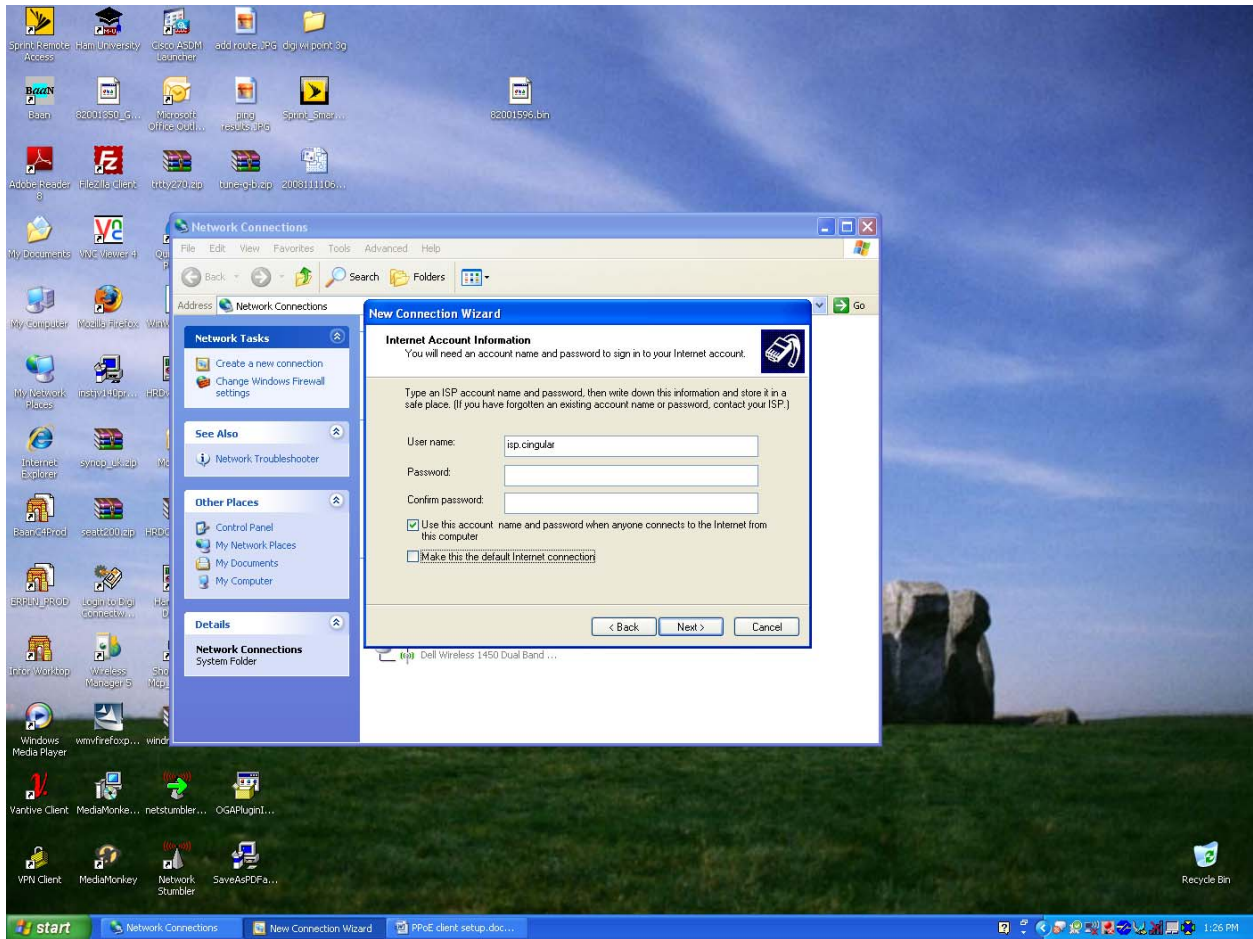 Sprint Remote Access
Ham University
Cisco ASDM Launcher
add route.JPG
digi wi point 3g
Baan
82001350_G...
Microsoft Office Outl...
ping results.JPG
Sprint_Smar...
82001596.bin
Adobe Reader 8
FileZilla Client
trtty270.zip
tune-g-b.zip
2008111106...
My Documents
VNC Viewer 4
Network Connections
File Edit View Favorites Tools Advanced Help
Back Search Folders
Address Network Connections Go
My Computer
Mozilla Firefox
My Network Places
Internet Explorer
synop_uk.zip
BaanC4Prod
seatt200.zip
ERPLN_PROD
Login to Digi Connectw...
Infor Worktop
Wireless Manager 5
Windows Media Player
wmvfirefoxp...
Network Tasks
Create a new connection
Change Windows Firewall settings
See Also
Network Troubleshooter
Other Places
Control Panel
My Network Places
My Documents
My Computer
Details
Network Connections
System Folder
New Connection Wizard
Internet Account Information
You will need an account name and password to sign in to your Internet account.
Type an ISP account name and password, then write down this information and store it in a
safe place. (If you have forgotten an existing account name or password, contact your ISP.)
User name: isp.cingular
Password:
Confirm password:
Use this account name and password when anyone connects to the Internet from
this computer
Make this the default Internet connection
< Back Next > Cancel
Dell Wireless 1450 Dual Band ...
Vantive Client
MediaMonke...
netstumbler...
OGAPluginI...
VPN Client
MediaMonkey
Network Stumbler
SaveAsPDFa...
Recycle Bin
start
Network Connections
New Connection Wizard
PPoE client setup.doc...
1:26 PM